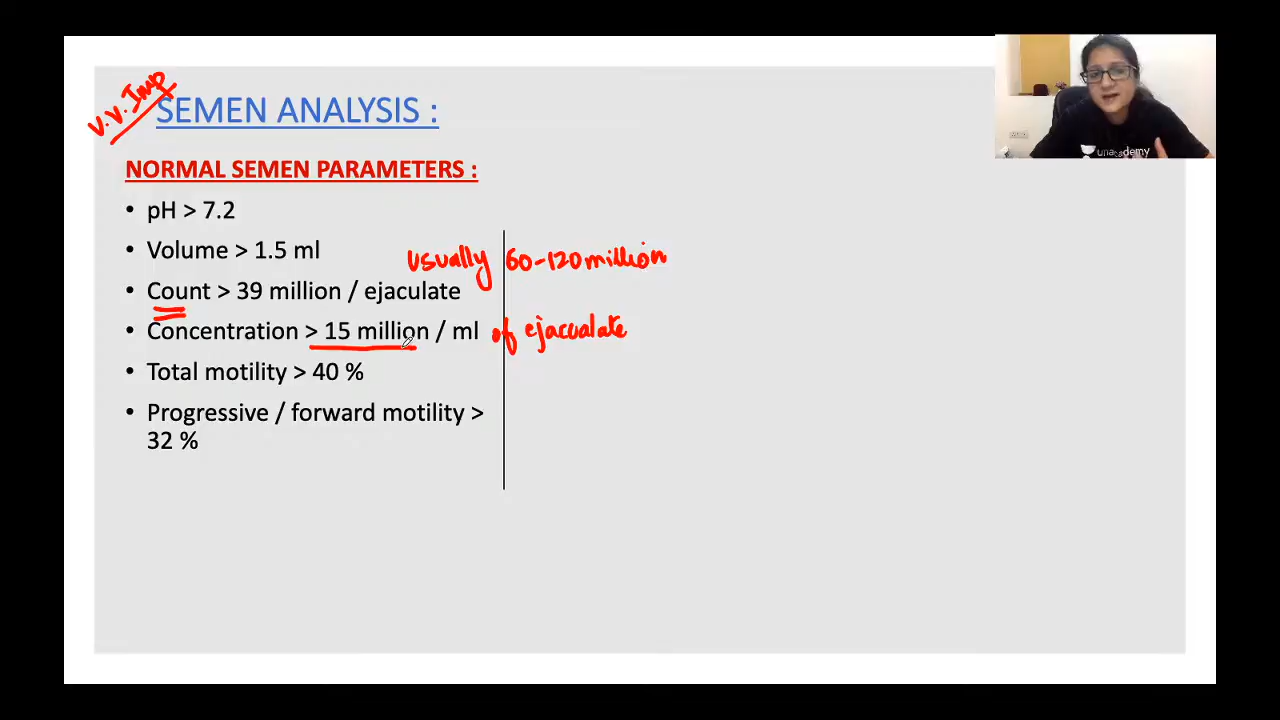 V.V. Imp
SEMEN ANALYSIS :
NORMAL SEMEN PARAMETERS :
• pH > 7.2
• Volume > 1.5 ml
usually 60-120 million
• Count > 39 million / ejaculate
• Concentration > 15 million / ml of ejaculate
• Total motility > 40 %
• Progressive / forward motility >
32 %
unacademy